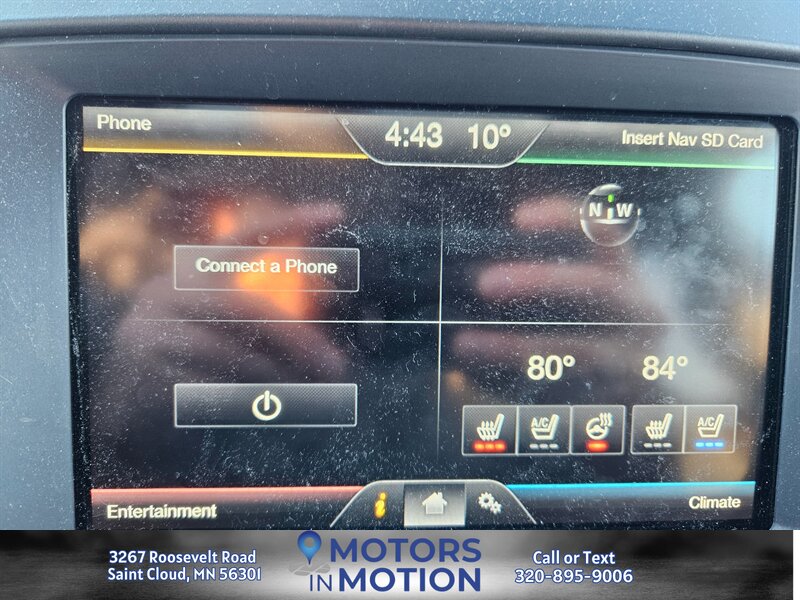 Phone
4:43 10°
Insert Nav SD Card
N W
Connect a Phone
80° 84°
A/C A/C
i
Entertainment
Climate
3267 Roosevelt Road
Saint Cloud, MN 56301
MOTORS
IN MOTION
Call or Text
320-895-9006